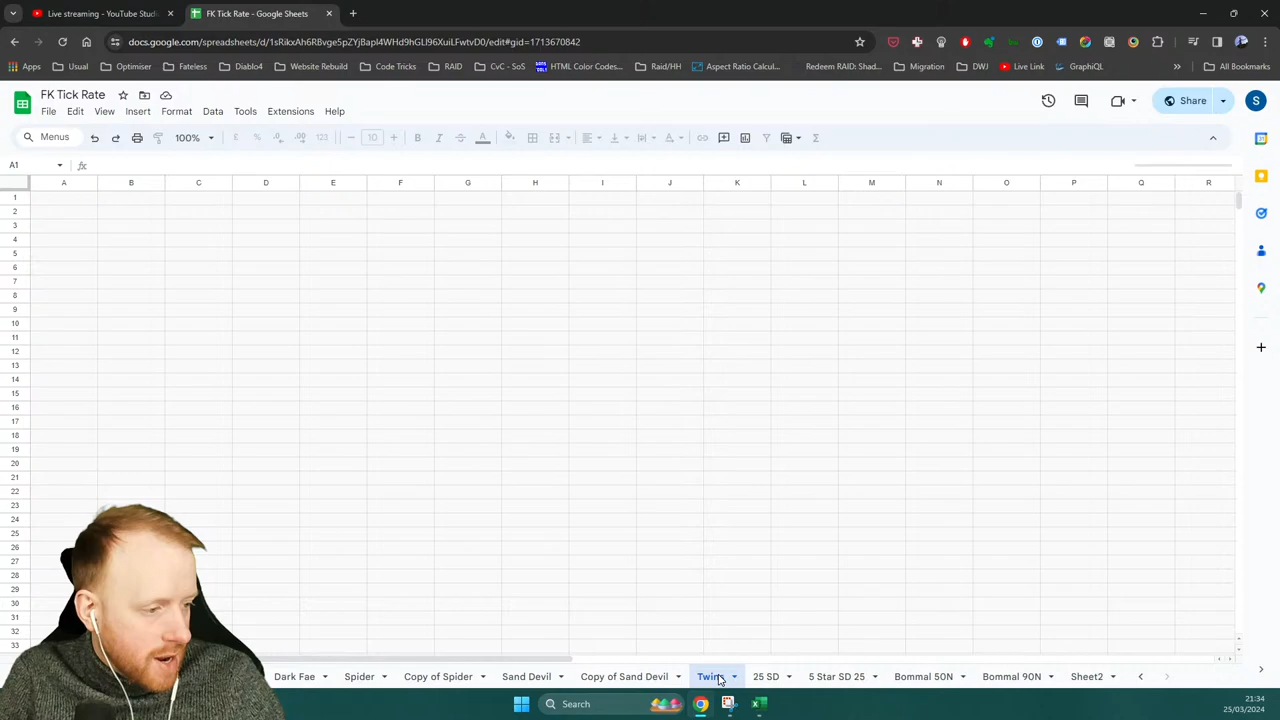 Live streaming - YouTube Studi
FK Tick Rate - Google Sheets
docs.google.com/spreadsheets/d/1sRikxAh6RBvge5pZYjBapI4WHd9hGLl96XuiLFwtvD0/edit#gid=1713670842
Apps Usual Optimiser Fateless Diablo4 Website Rebuild Code Tricks RAID CvC - SoS HTML Color Codes... Raid/HH Aspect Ratio Calcul... Redeem RAID: Shad... Migration DWJ Live Link GraphiQL All Bookmarks
FK Tick Rate
File Edit View Insert Format Data Tools Extensions Help
Share
S
Menus 100% £ % .0 .00 123 10 B I S A
A1 fx
A B C D E F G H I J K L M N O P Q R
1
2
3
4
5
6
7
8
9
10
11
12
13
14
15
16
17
18
19
20
21
22
23
24
25
26
27
28
29
30
31
32
33
Dark Fae Spider Copy of Spider Sand Devil Copy of Sand Devil Twin 25 SD 5 Star SD 25 Bommal 50N Bommal 90N Sheet2
Search
21:34
25/03/2024